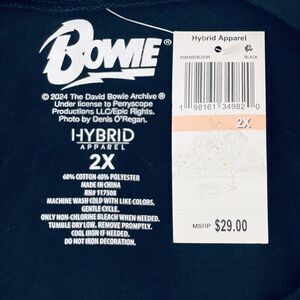 BOWIE®
© 2024 The David Bowie Archive ®
Under license to Perryscope
Productions LLC/Epic Rights.
Photo by Denis O'Regan.
HYBRID
APPAREL
2X
60% COTTON 40% POLYESTER
MADE IN CHINA
RN# 117508
MACHINE WASH COLD WITH LIKE COLORS,
GENTLE CYCLE.
ONLY NON-CHLORINE BLEACH WHEN NEEDED.
TUMBLE DRY LOW. REMOVE PROMPTLY.
COOL IRON IF NEEDED.
DO NOT IRON DECORATION.
Hybrid Apparel
BLACK
1 98161 34982 0
2X
MSRP $29.00